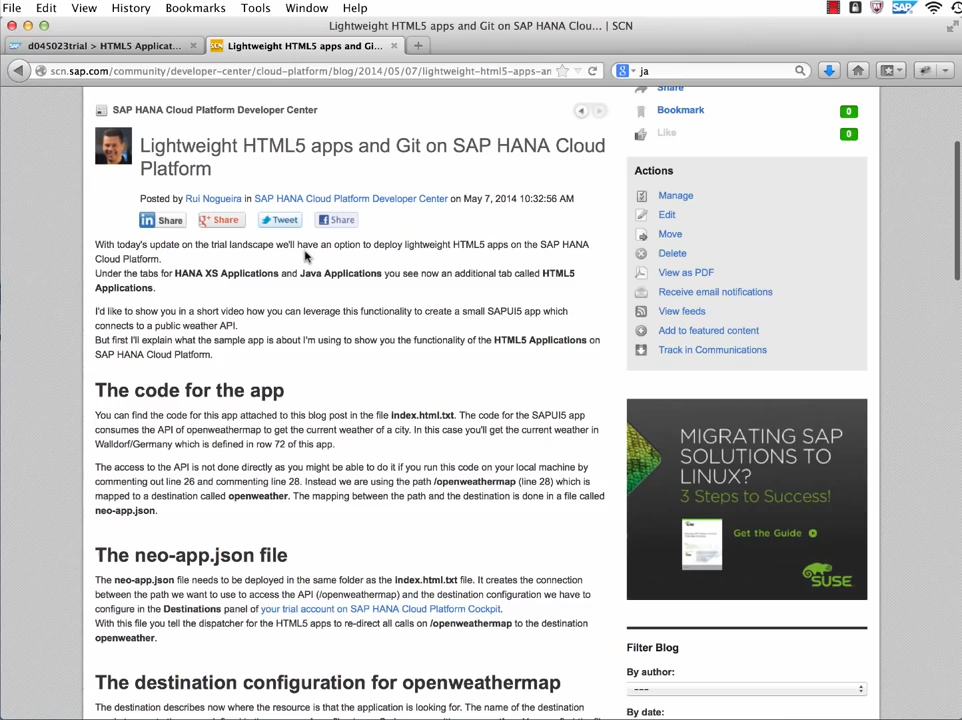 File Edit View History Bookmarks Tools Window Help
Lightweight HTML5 apps and Git on SAP HANA Clou... | SCN
d045023trial > HTML5 Applicat...
Lightweight HTML5 apps and Gi...
scn.sap.com/community/developer-center/cloud-platform/blog/2014/05/07/lightweight-html5-apps-an
ja
SAP HANA Cloud Platform Developer Center
Lightweight HTML5 apps and Git on SAP HANA Cloud
Platform
Posted by Rui Nogueira in SAP HANA Cloud Platform Developer Center on May 7, 2014 10:32:56 AM
Share
Share
Tweet
Share
With today's update on the trial landscape we'll have an option to deploy lightweight HTML5 apps on the SAP HANA
Cloud Platform.
Under the tabs for HANA XS Applications and Java Applications you see now an additional tab called HTML5
Applications.
I'd like to show you in a short video how you can leverage this functionality to create a small SAPUI5 app which
connects to a public weather API.
But first I'll explain what the sample app is about I'm using to show you the functionality of the HTML5 Applications on
SAP HANA Cloud Platform.
The code for the app
You can find the code for this app attached to this blog post in the file index.html.txt. The code for the SAPUI5 app
consumes the API of openweathermap to get the current weather of a city. In this case you'll get the current weather in
Walldorf/Germany which is defined in row 72 of this app.
The access to the API is not done directly as you might be able to do it if you run this code on your local machine by
commenting out line 26 and commenting line 28. Instead we are using the path /openweathermap (line 28) which is
mapped to a destination called openweather. The mapping between the path and the destination is done in a file called
neo-app.json.
The neo-app.json file
The neo-app.json file needs to be deployed in the same folder as the index.html.txt file. It creates the connection
between the path we want to use to access the API (/openweathermap) and the destination configuration we have to
configure in the Destinations panel of your trial account on SAP HANA Cloud Platform Cockpit.
With this file you tell the dispatcher for the HTML5 apps to re-direct all calls on /openweathermap to the destination
openweather.
The destination configuration for openweathermap
The destination describes now where the resource is that the application is looking for. The name of the destination
Share
Bookmark 0
Like 0
Actions
Manage
Edit
Move
Delete
View as PDF
Receive email notifications
View feeds
Add to featured content
Track in Communications
MIGRATING SAP
SOLUTIONS TO
LINUX?
3 Steps to Success!
Get the Guide
SUSE
Filter Blog
By author:
---
By date: